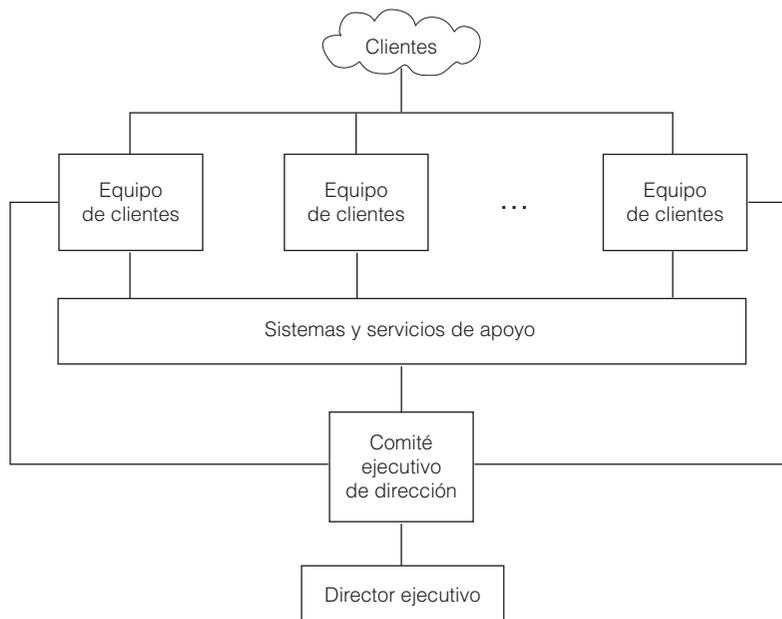 Clientes
Equipo
de clientes
Equipo
de clientes
...
Equipo
de clientes
Sistemas y servicios de apoyo
Comité
ejecutivo
de dirección
Director ejecutivo